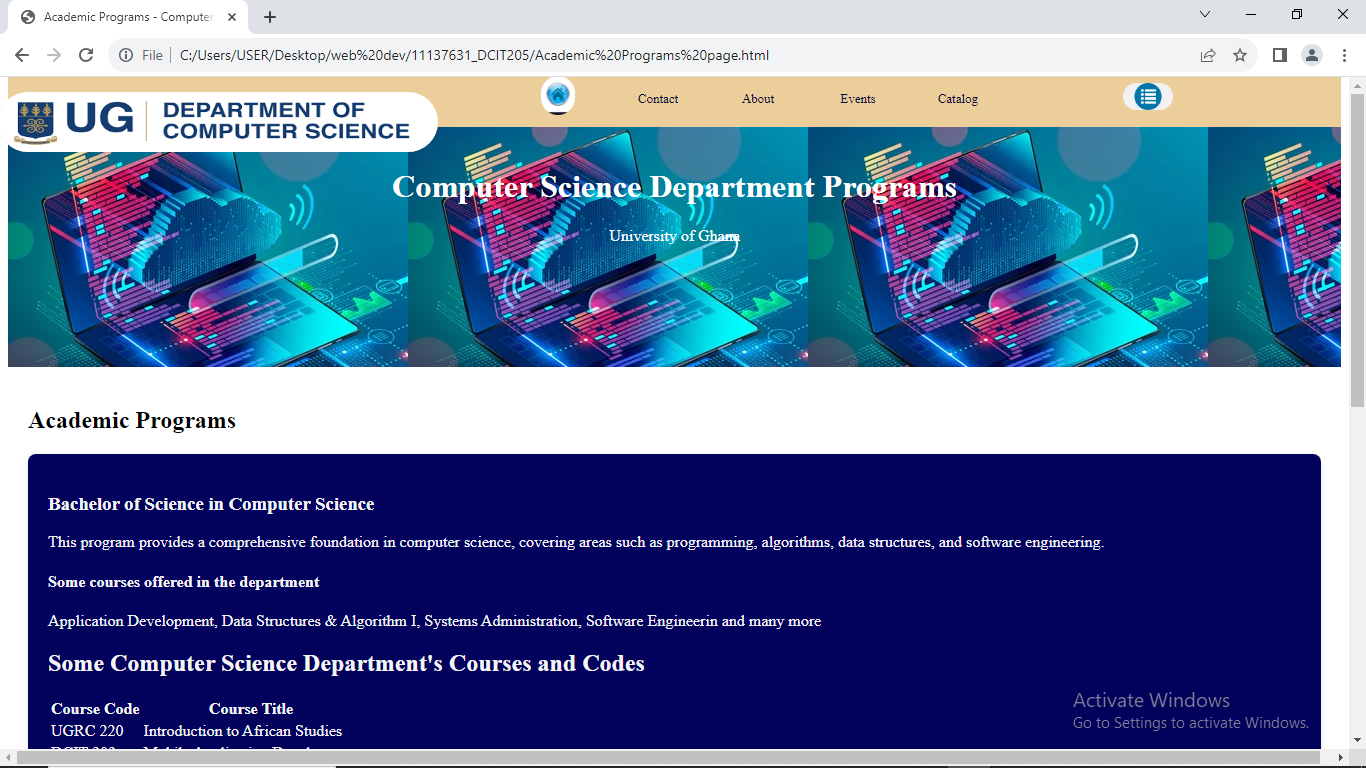 Academic Programs - Computer
File
C:/Users/USER/Desktop/web%20dev/11137631_DCIT205/Academic%20Programs%20page.html
UG DEPARTMENT OF
COMPUTER SCIENCE
Contact About Events Catalog
Computer Science Department Programs
University of Ghana
Academic Programs
Bachelor of Science in Computer Science
This program provides a comprehensive foundation in computer science, covering areas such as programming, algorithms, data structures, and software engineering.
Some courses offered in the department
Application Development, Data Structures & Algorithm I, Systems Administration, Software Engineerin and many more
Some Computer Science Department's Courses and Codes
Course Code Course Title
UGRC 220 Introduction to African Studies
Activate Windows
Go to Settings to activate Windows.